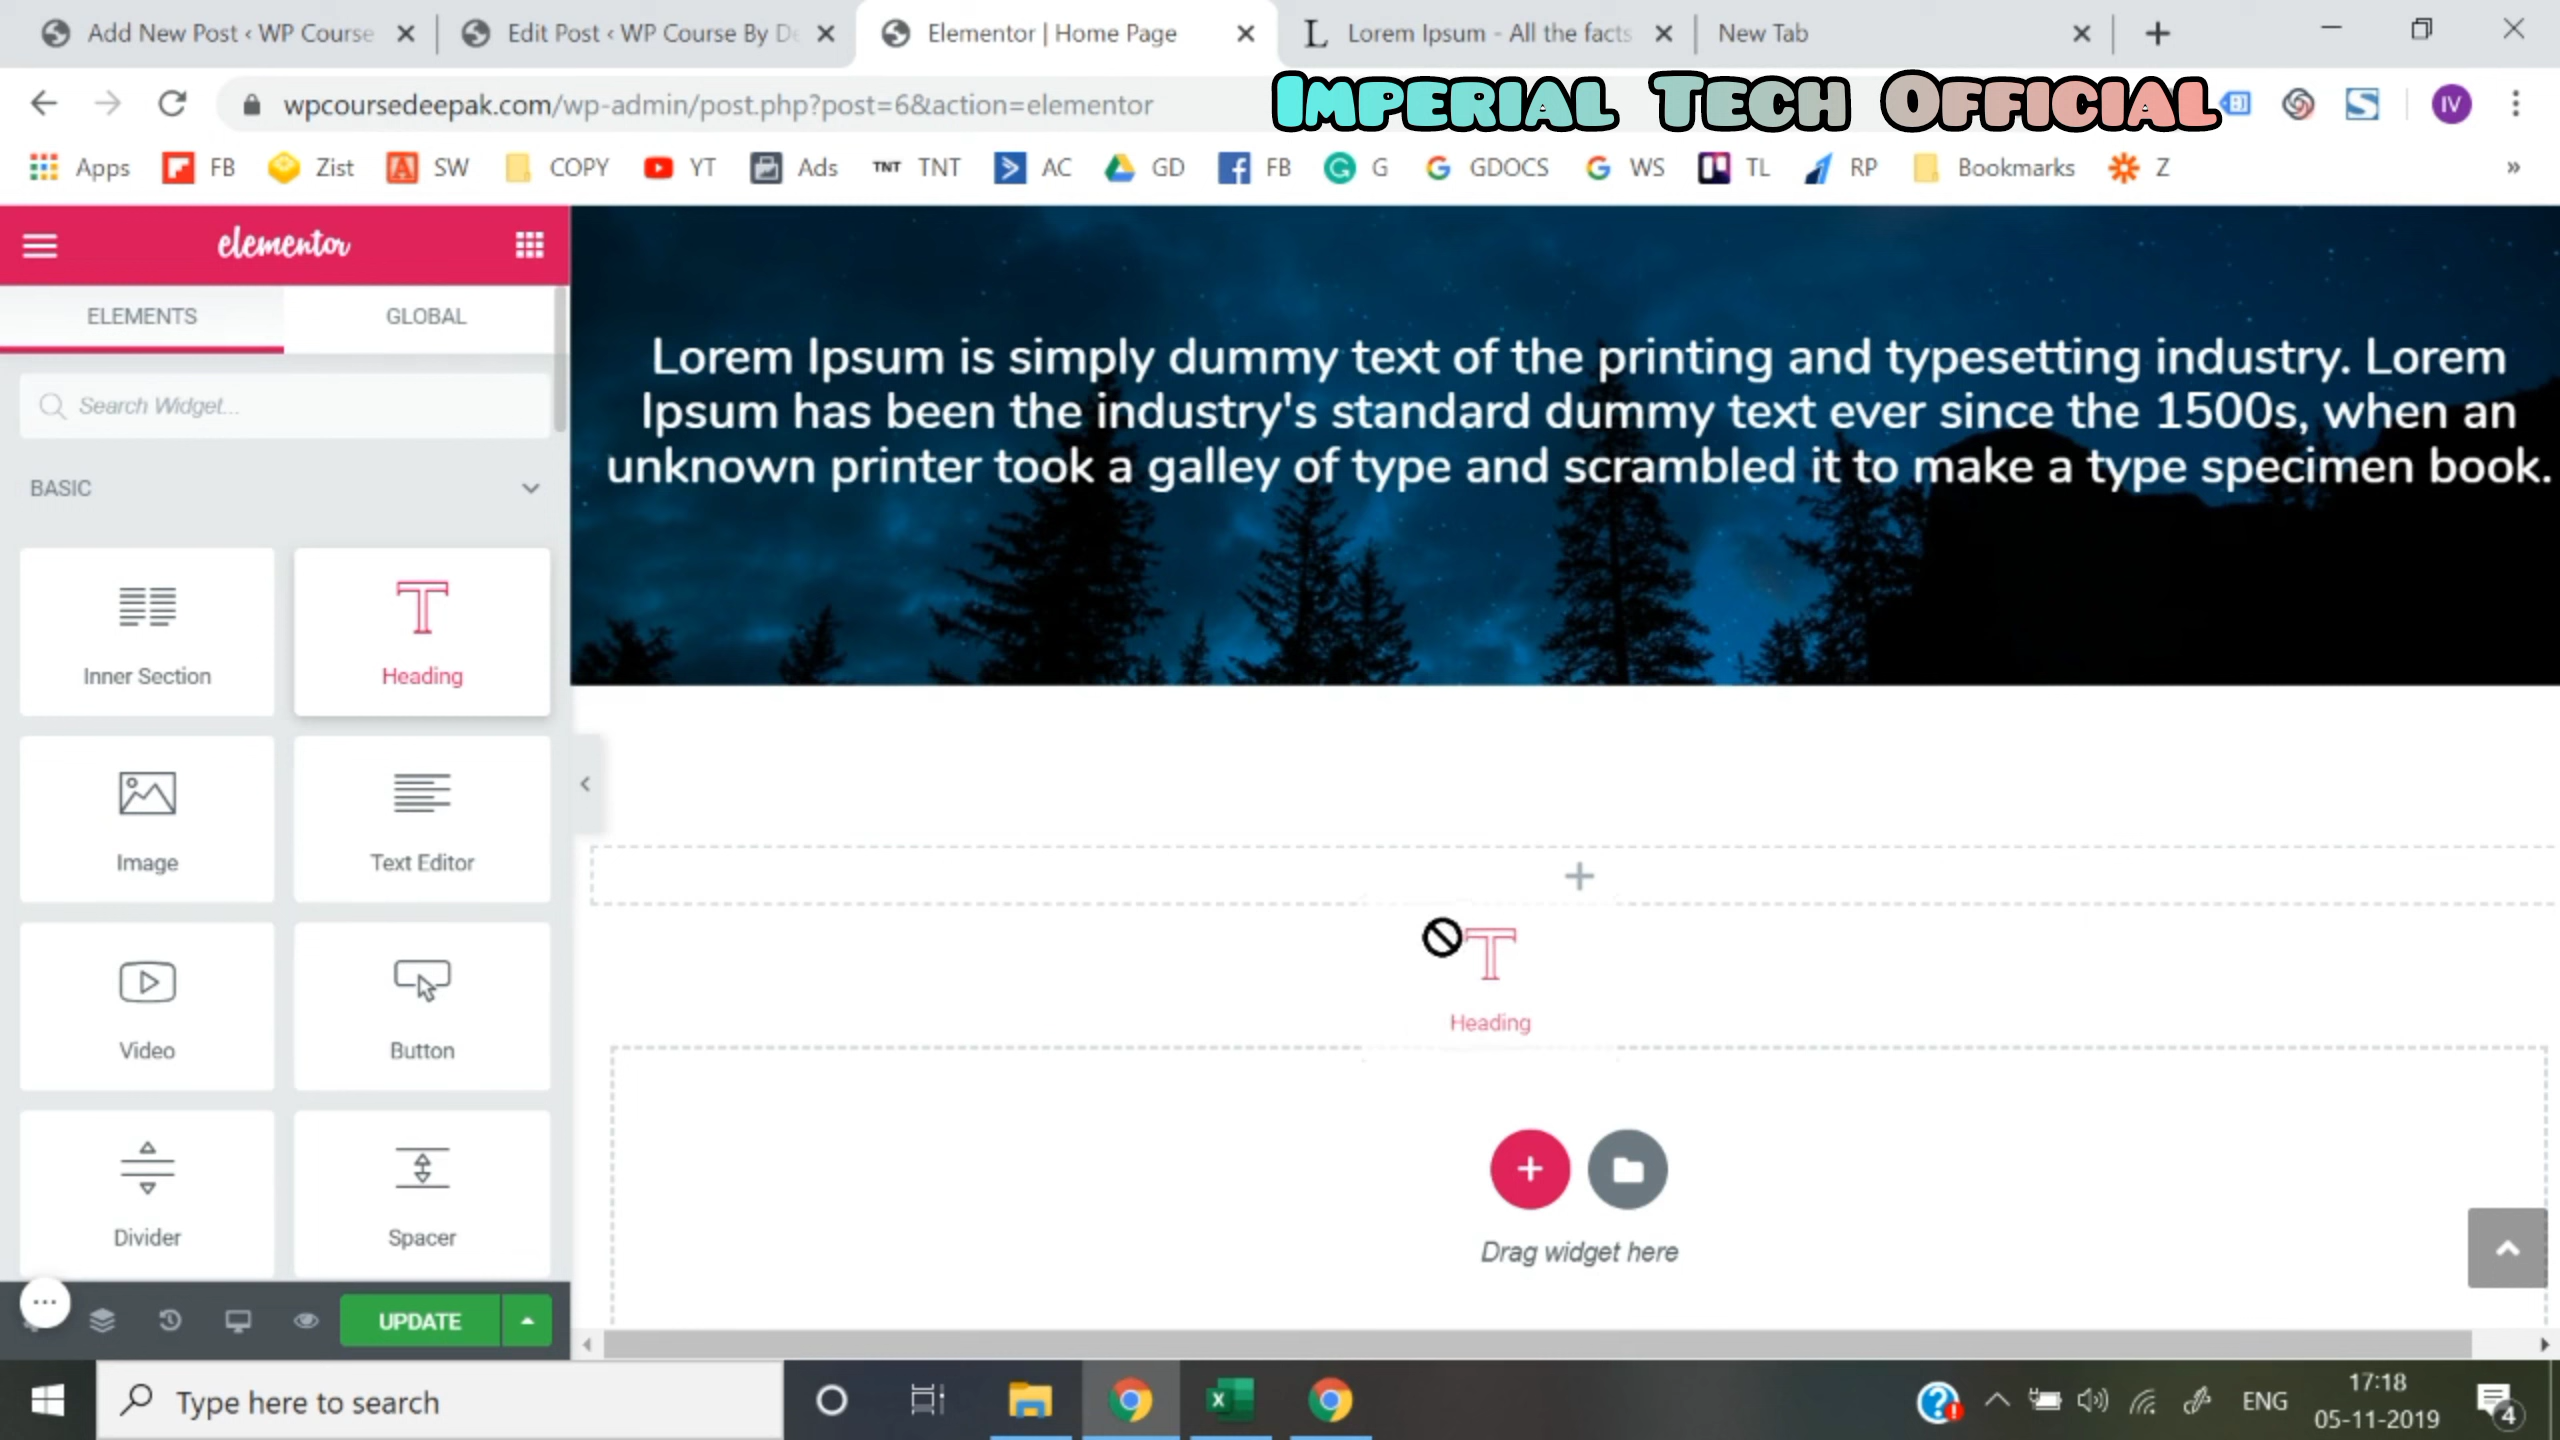 Add New Post ‹ WP Course
Edit Post ‹ WP Course By De
Elementor | Home Page
Lorem Ipsum - All the facts
New Tab
wpcoursedeepak.com/wp-admin/post.php?post=6&action=elementor
Imperial Tech Official
IV
Apps
FB
Zist
SW
COPY
YT
Ads
TNT TNT
AC
GD
FB
G
GDOCS
WS
TL
RP
Bookmarks
Z
»
elementor
ELEMENTS
GLOBAL
Search Widget...
BASIC
Inner Section
Heading
Image
Text Editor
Video
Button
Divider
Spacer
UPDATE
Lorem Ipsum is simply dummy text of the printing and typesetting industry. Lorem
Ipsum has been the industry's standard dummy text ever since the 1500s, when an
unknown printer took a galley of type and scrambled it to make a type specimen book.
Heading
Drag widget here
Type here to search
ENG
17:18
05-11-2019
4